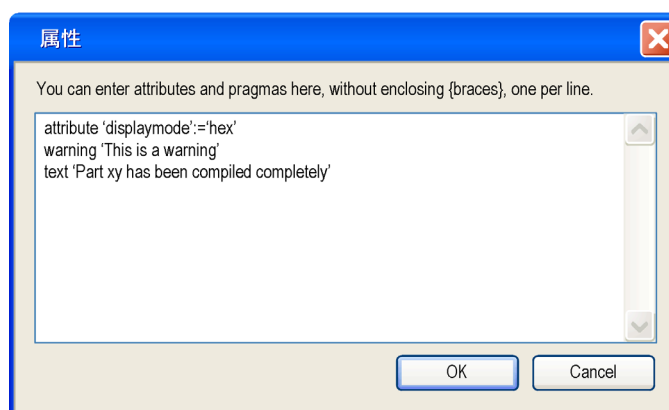 属性
You can enter attributes and pragmas here, without enclosing {braces}, one per line.
attribute ‘displaymode’:=‘hex’
warning ‘This is a warning’
text ‘Part xy has been compiled completely’
OK
Cancel